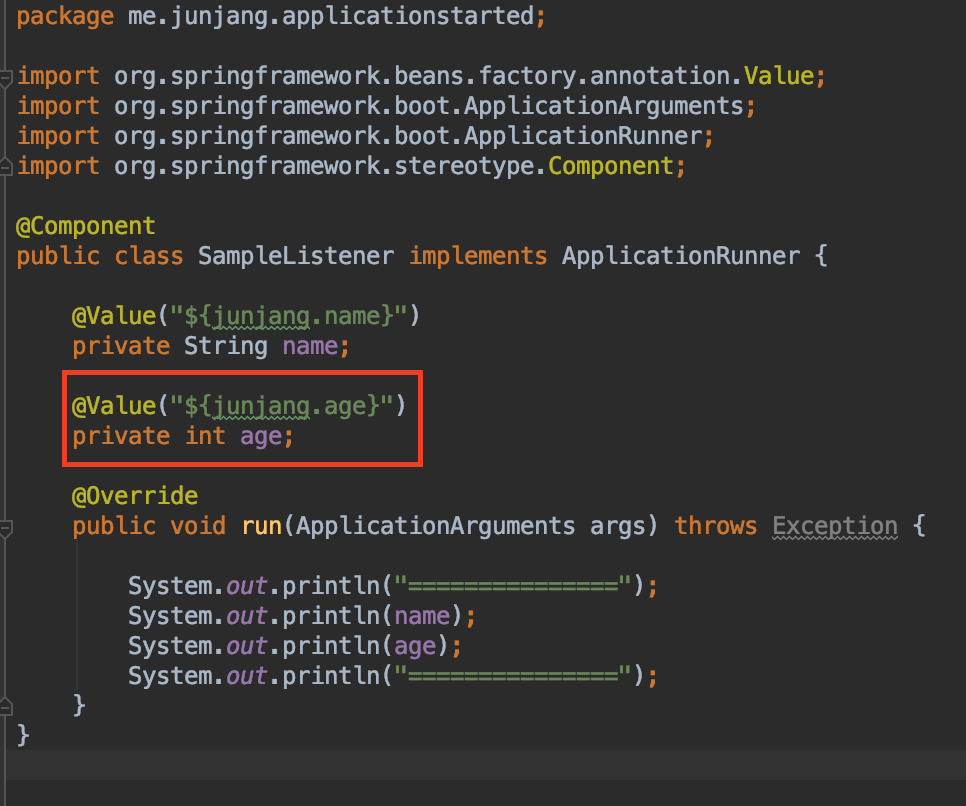 package me.junjang.applicationstarted;
import org.springframework.beans.factory.annotation.Value;
import org.springframework.boot.ApplicationArguments;
import org.springframework.boot.ApplicationRunner;
import org.springframework.stereotype.Component;
@Component
public class SampleListener implements ApplicationRunner {
@Value("${junjang.name}")
private String name;
@Value("${junjang.age}")
private int age;
@Override
public void run(ApplicationArguments args) throws Exception {
System.out.println("===============");
System.out.println(name);
System.out.println(age);
System.out.println("===============");
}
}